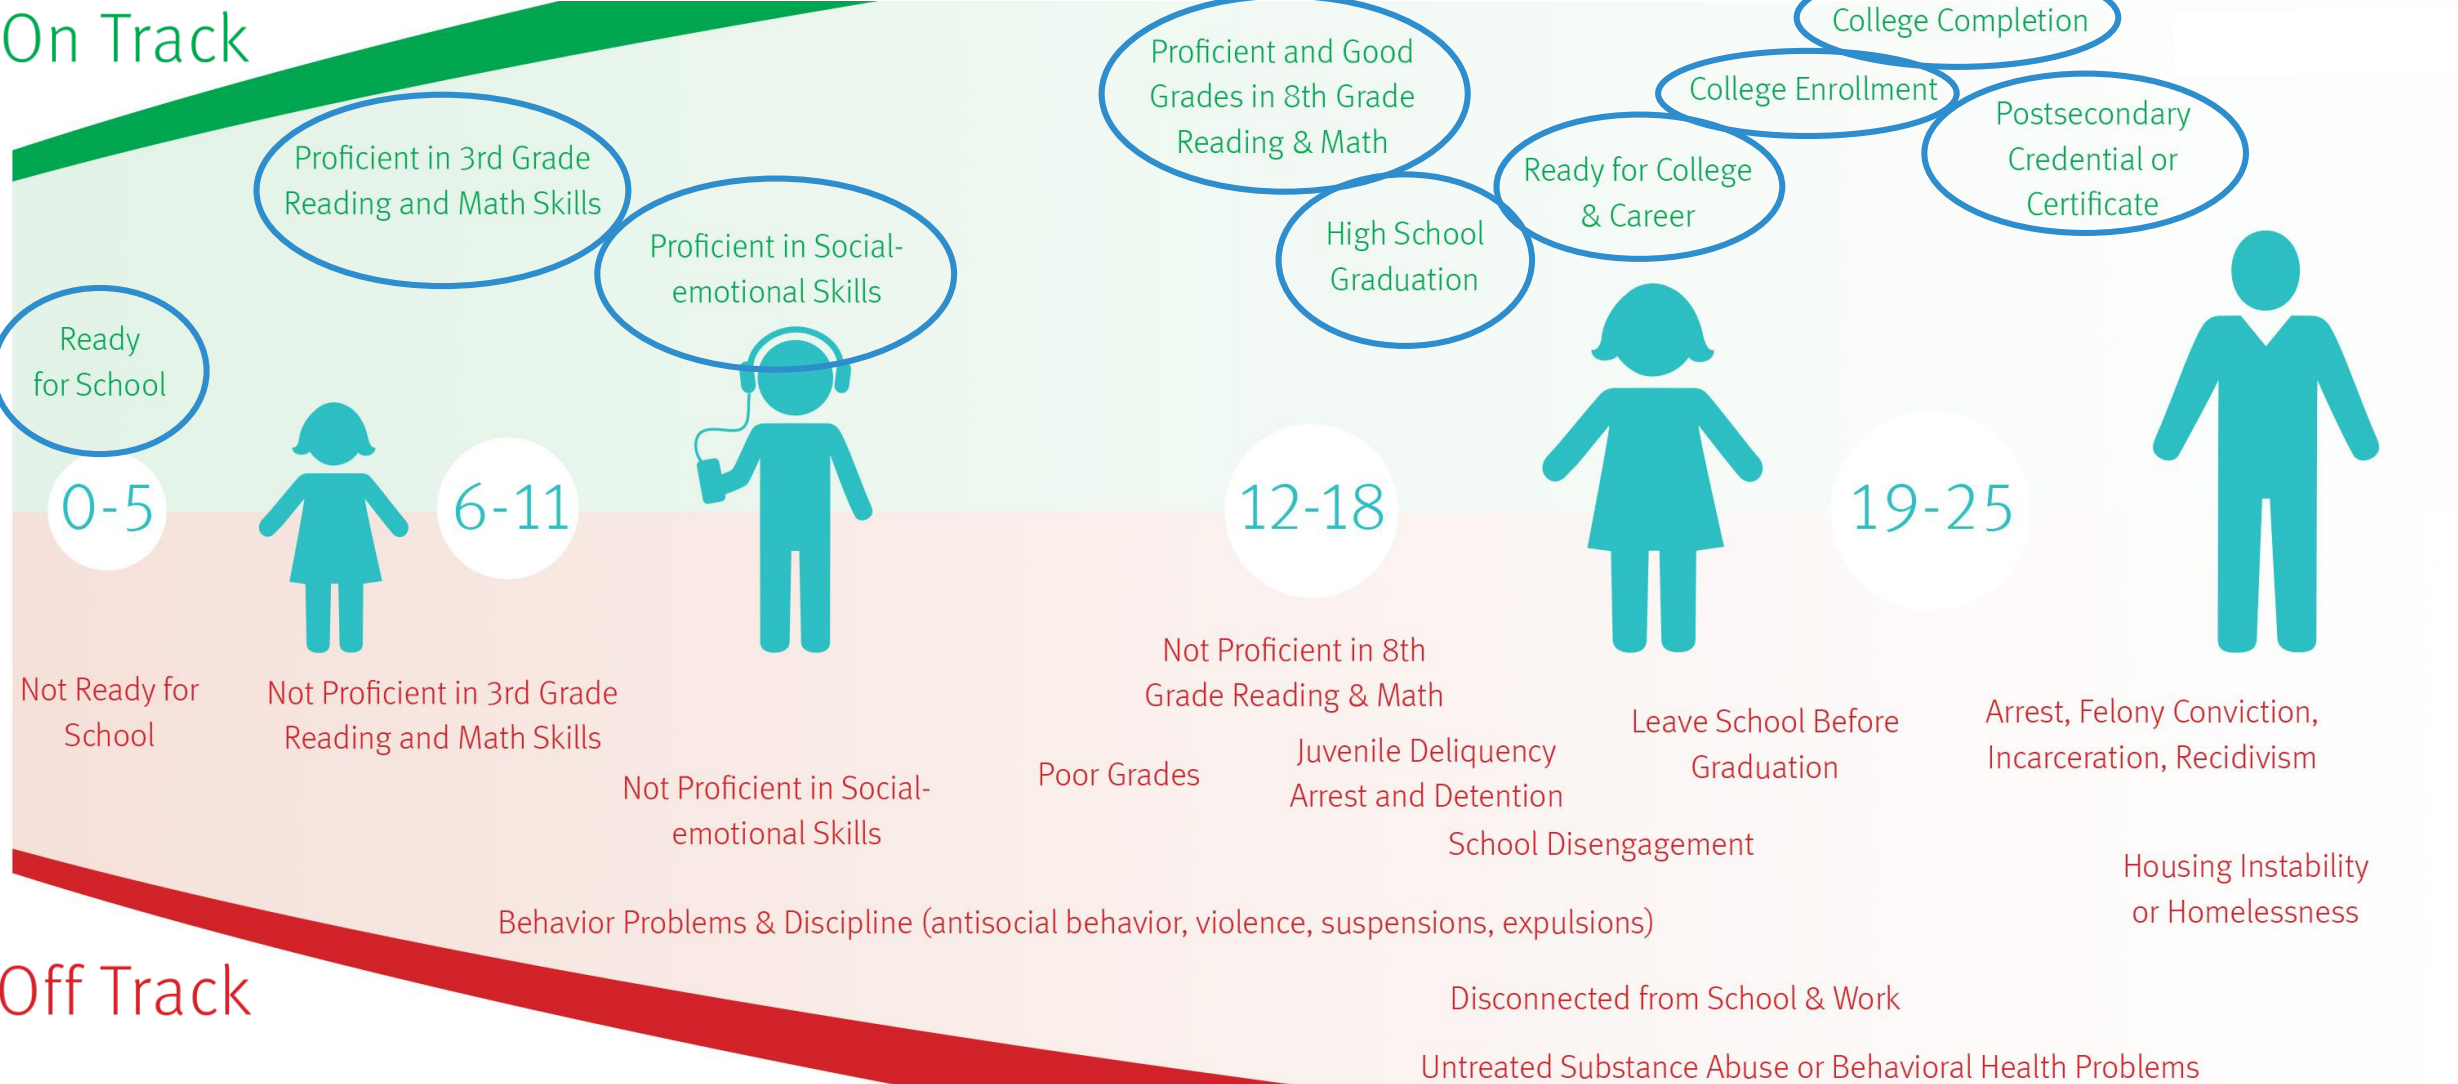 On Track
College Completion
Proficient and Good
Grades in 8th Grade
Reading & Math
College Enrollment
Postsecondary
Credential or
Certificate
Proficient in 3rd Grade
Reading and Math Skills
Ready for College
& Career
Proficient in Social-
emotional Skills
High School
Graduation
Ready
for School
0-5
6-11
12-18
19-25
Not Ready for
School
Not Proficient in 3rd Grade
Reading and Math Skills
Not Proficient in Social-
emotional Skills
Poor Grades
Not Proficient in 8th
Grade Reading & Math
Juvenile Deliquency
Arrest and Detention
School Disengagement
Leave School Before
Graduation
Arrest, Felony Conviction,
Incarceration, Recidivism
Housing Instability
or Homelessness
Behavior Problems & Discipline (antisocial behavior, violence, suspensions, expulsions)
Off Track
Disconnected from School & Work
Untreated Substance Abuse or Behavioral Health Problems